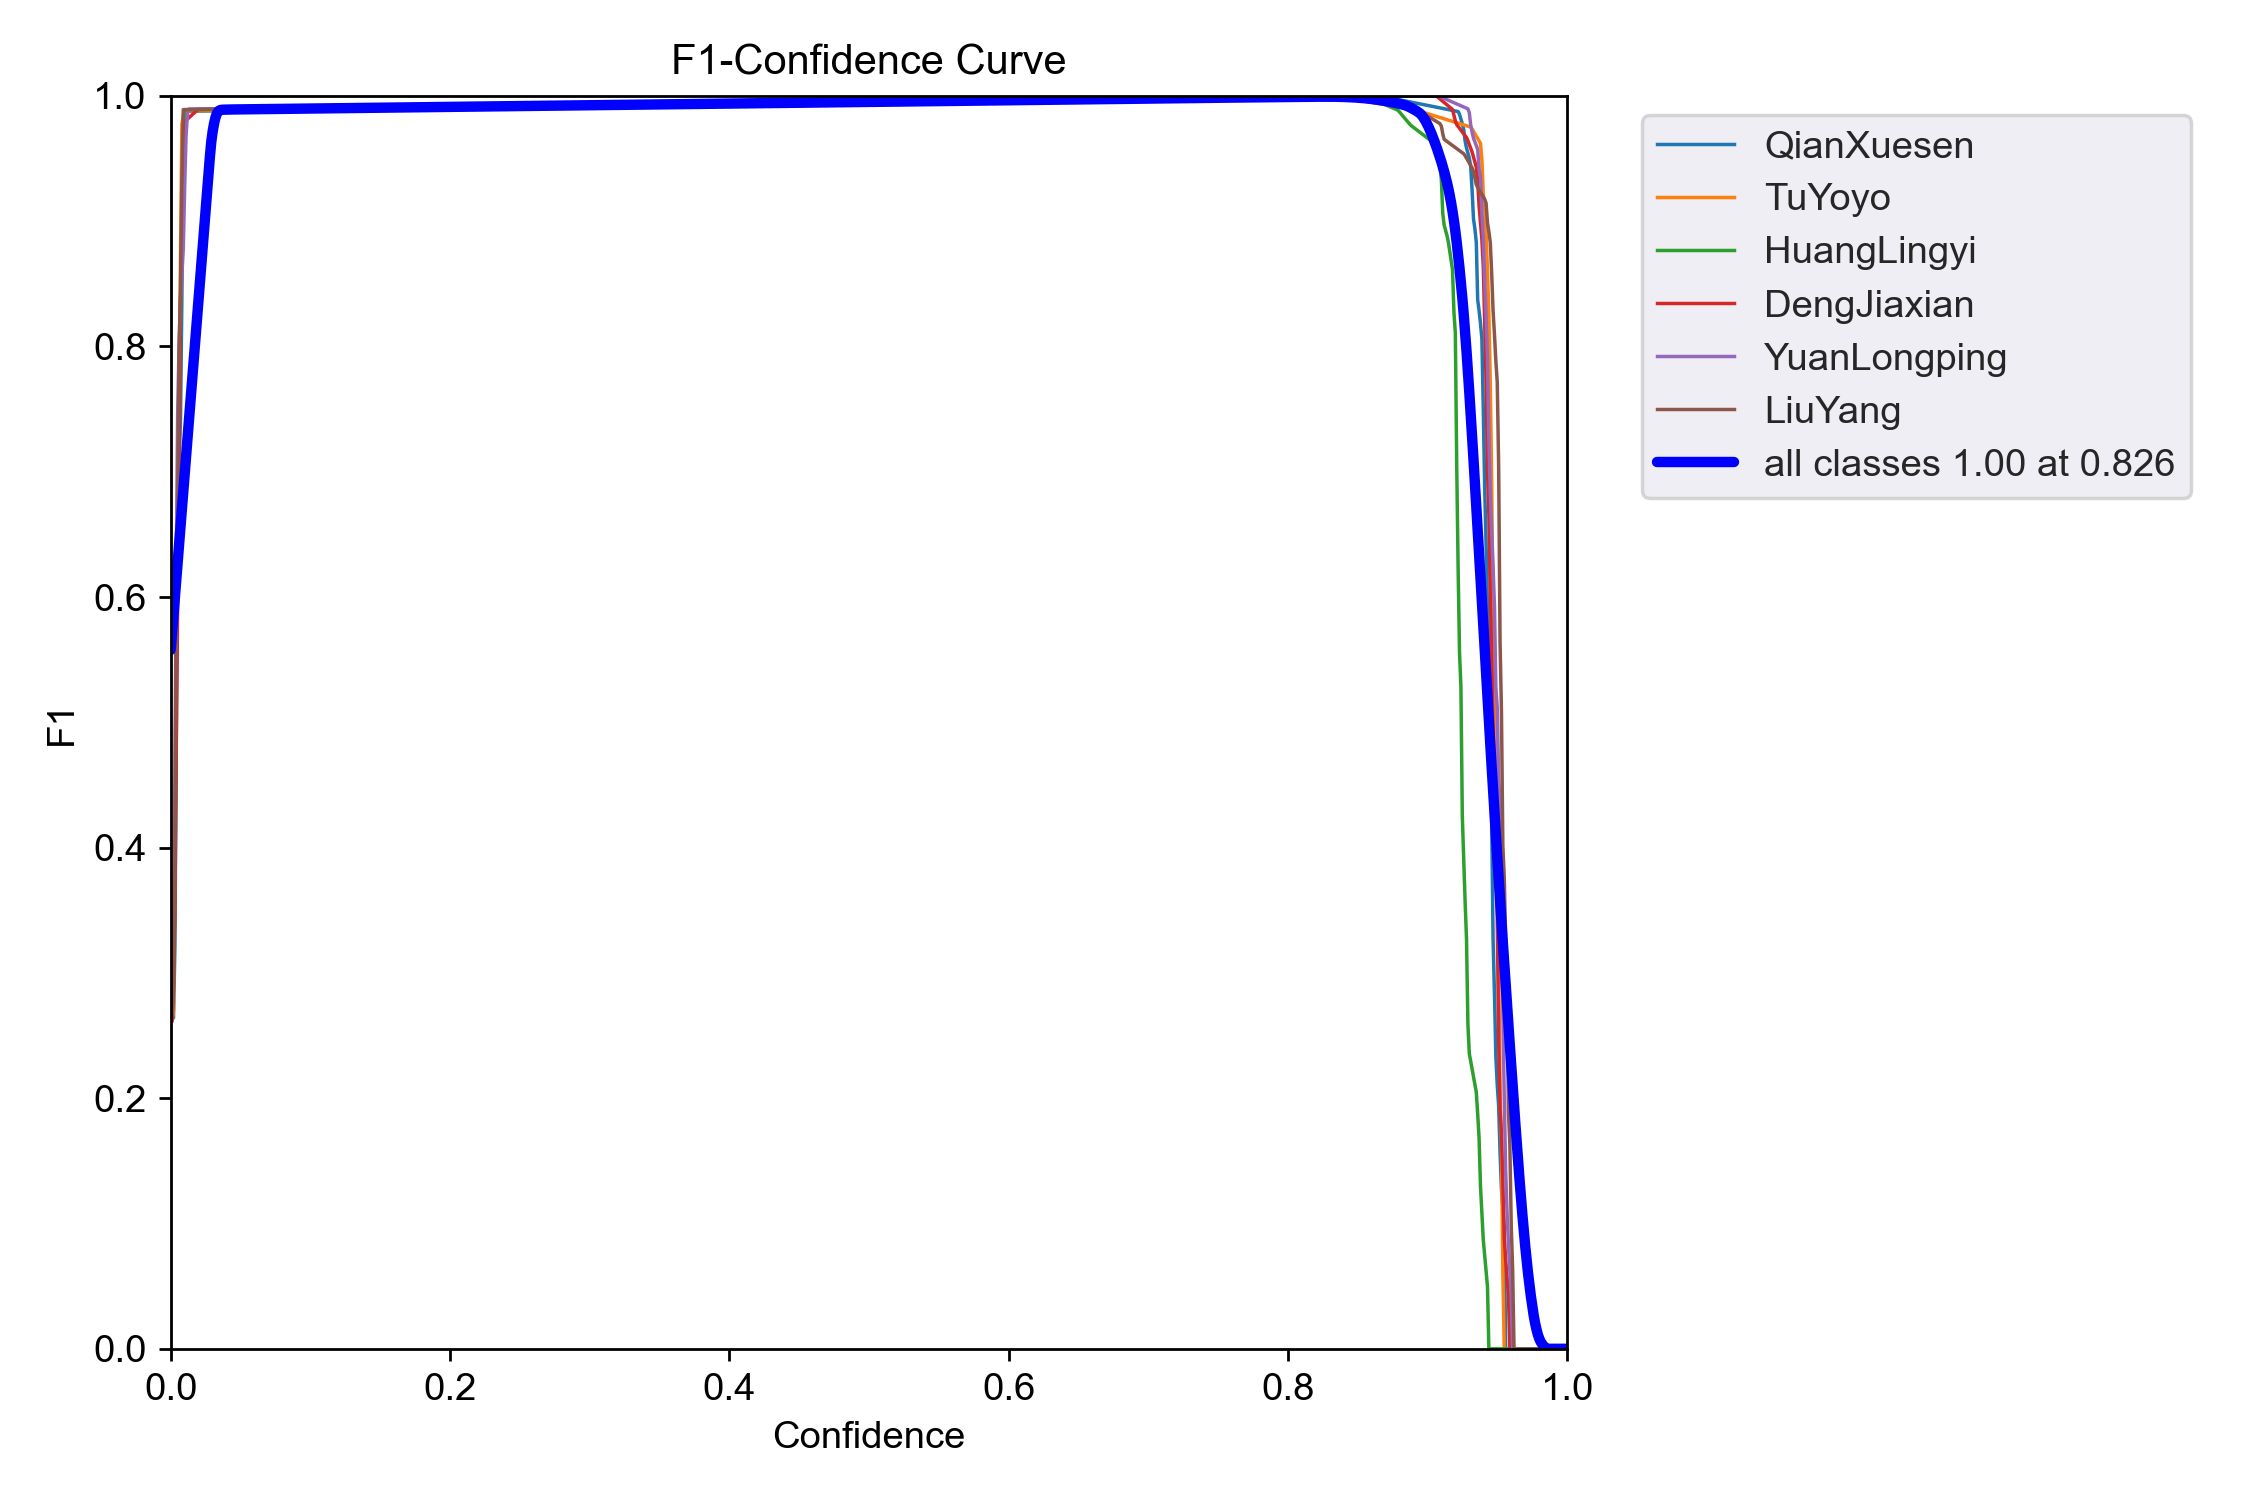 F1-Confidence Curve
1.0
0.8
0.6
0.4
0.2
0.0
F1
0.0 0.2 0.4 0.6 0.8 1.0
Confidence
QianXuesen
TuYoyo
HuangLingyi
DengJiaxian
YuanLongping
LiuYang
all classes 1.00 at 0.826